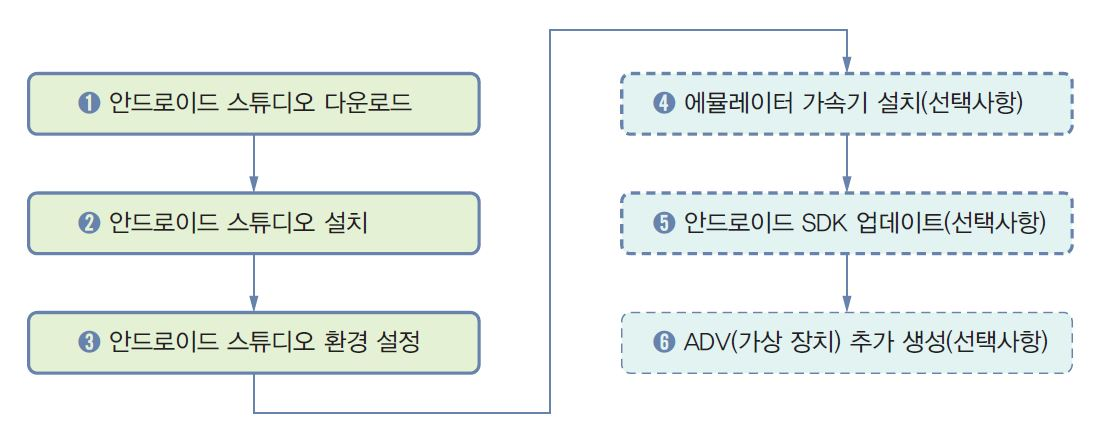 ❶ 안드로이드 스튜디오 다운로드
❷ 안드로이드 스튜디오 설치
❸ 안드로이드 스튜디오 환경 설정
❹ 에뮬레이터 가속기 설치(선택사항)
❺ 안드로이드 SDK 업데이트(선택사항)
❻ ADV(가상 장치) 추가 생성(선택사항)